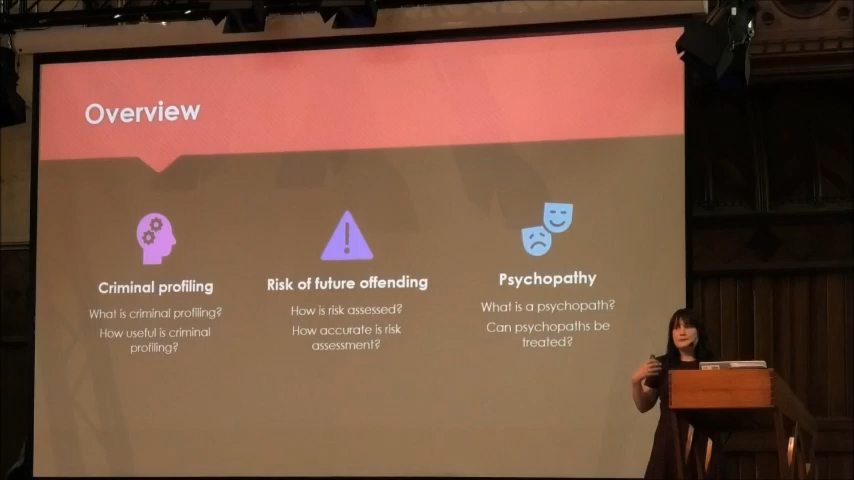 Overview
Criminal profiling
What is criminal profiling?
How useful is criminal
profiling?
Risk of future offending
How is risk assessed?
How accurate is risk
assessment?
Psychopathy
What is a psychopath?
Can psychopaths be
treated?